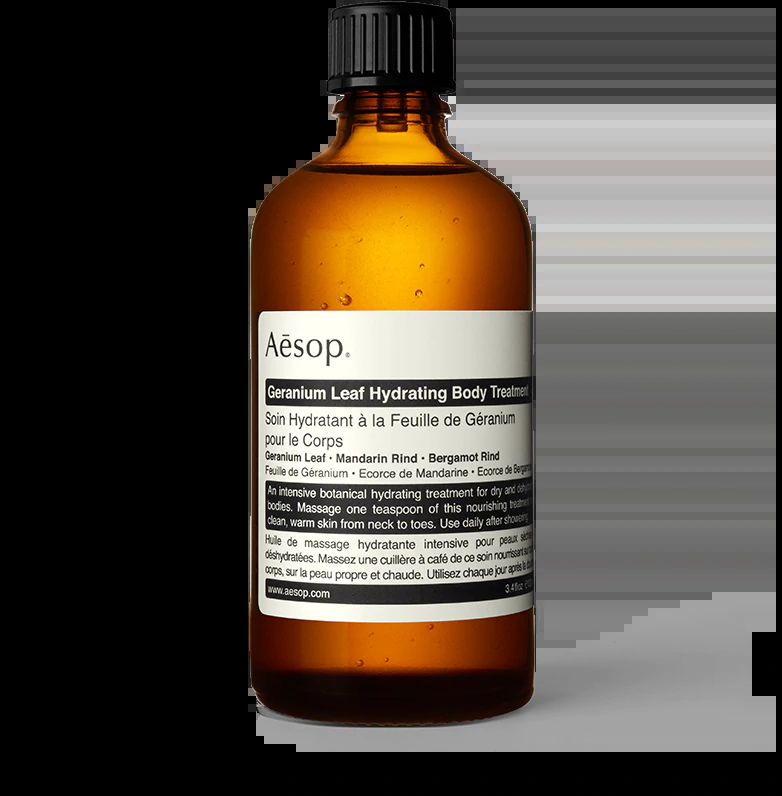 Aēsop®
Geranium Leaf Hydrating Body Treatment
Soin Hydratant à la Feuille de Géranium
pour le Corps
Geranium Leaf · Mandarin Rind · Bergamot Rind
Feuille de Géranium · Ecorce de Mandarine · Ecorce de
An intensive botanical hydrating treatment for dry and
bodies. Massage one teaspoon of this nourishing
clean, warm skin from neck to toes. Use daily after showering.
Huile de massage hydratante intensive pour peaux
déshydratées. Massez une cuillère à café de ce soin nourrissant
corps, sur la peau propre et chaude. Utilisez chaque jour après la
www.aesop.com
3.4 fl oz